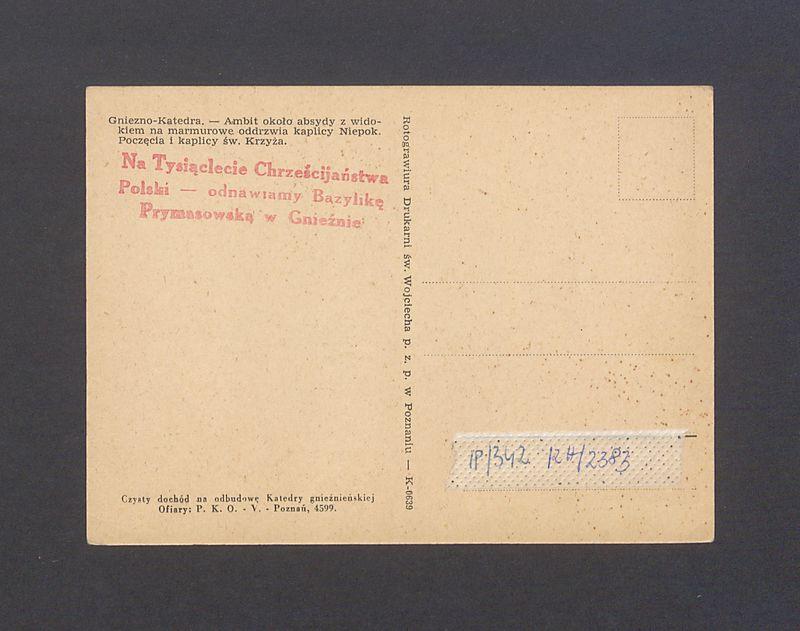 Gniezno-Katedra. — Ambit około absydy z wido-
kiem na marmurowe oddrzwia kaplicy Niepok.
Poczęcia i kaplicy św. Krzyża.
Na Tysiąclecie Chrześcijaństwa
Polski — odnawiamy Bazylikę
Prymasowską w Gnieźnie
Czysty dochód na odbudowę Katedry gnieźnieńskiej
Ofiary: P. K. O. - V. - Poznań, 4599.
Rotograwiura Drukarni św. Wojciecha p. z. p. w Poznaniu — K-0639
IP/342 RH/2383